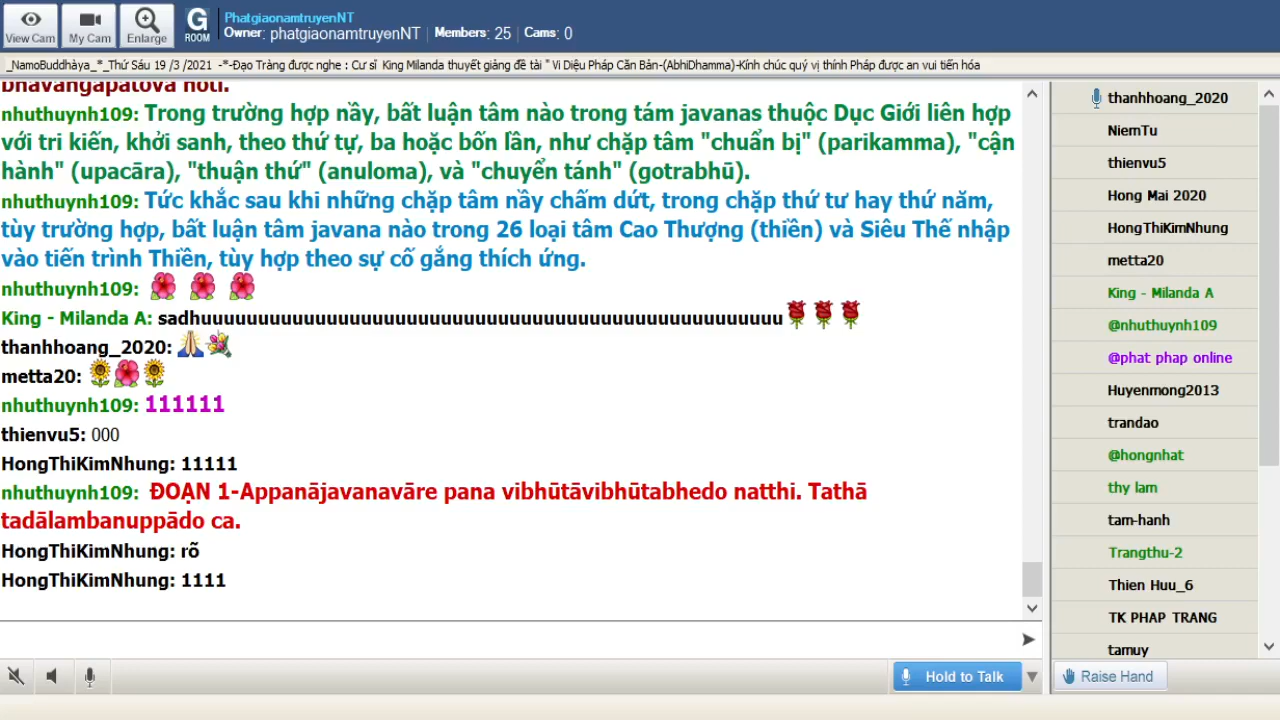 View Cam
My Cam
Enlarge
G
ROOM
PhatgiaonamtruyenNT
Owner: phatgiaonamtruyenNT | Members: 25 | Cams: 0
_NamoBuddhàya_*_Thứ Sáu 19 /3 /2021 -*-Đạo Tràng được nghe : Cư sĩ King Milanda thuyết giảng đề tài " Vi Diệu Pháp Căn Bản-(AbhiDhamma)-Kính chúc quý vị thính Pháp được an vui tiến hóa
bhavaṅgapātova hoti.
nhuthuynh109: Trong trường hợp nầy, bất luận tâm nào trong tám javanas thuộc Dục Giới liên hợp
với tri kiến, khởi sanh, theo thứ tự, ba hoặc bốn lần, như chặp tâm "chuẩn bị" (parikamma), "cận
hành" (upacāra), "thuận thứ" (anuloma), và "chuyển tánh" (gotrabhū).
nhuthuynh109: Tức khắc sau khi những chặp tâm nầy chấm dứt, trong chặp thứ tư hay thứ năm,
tùy trường hợp, bất luận tâm javana nào trong 26 loại tâm Cao Thượng (thiền) và Siêu Thế nhập
vào tiến trình Thiền, tùy hợp theo sự cố gắng thích ứng.
nhuthuynh109:
King - Milanda A: sadhuuuuuuuuuuuuuuuuuuuuuuuuuuuuuuuuuuuuuuuuuuuuuuuuuuu
thanhhoang_2020:
metta20:
nhuthuynh109: 111111
thienvu5: 000
HongThiKimNhung: 11111
nhuthuynh109: ĐOẠN 1-Appanājavanavāre pana vibhūtāvibhūtabhedo natthi. Tathā
tadālambanuppādo ca.
HongThiKimNhung: rõ
HongThiKimNhung: 1111
Hold to Talk
thanhhoang_2020
NiemTu
thienvu5
Hong Mai 2020
HongThiKimNhung
metta20
King - Milanda A
@nhuthuynh109
@phat phap online
Huyenmong2013
trandao
@hongnhat
thy lam
tam-hanh
Trangthu-2
Thien Huu_6
TK PHAP TRANG
tamuy
Raise Hand